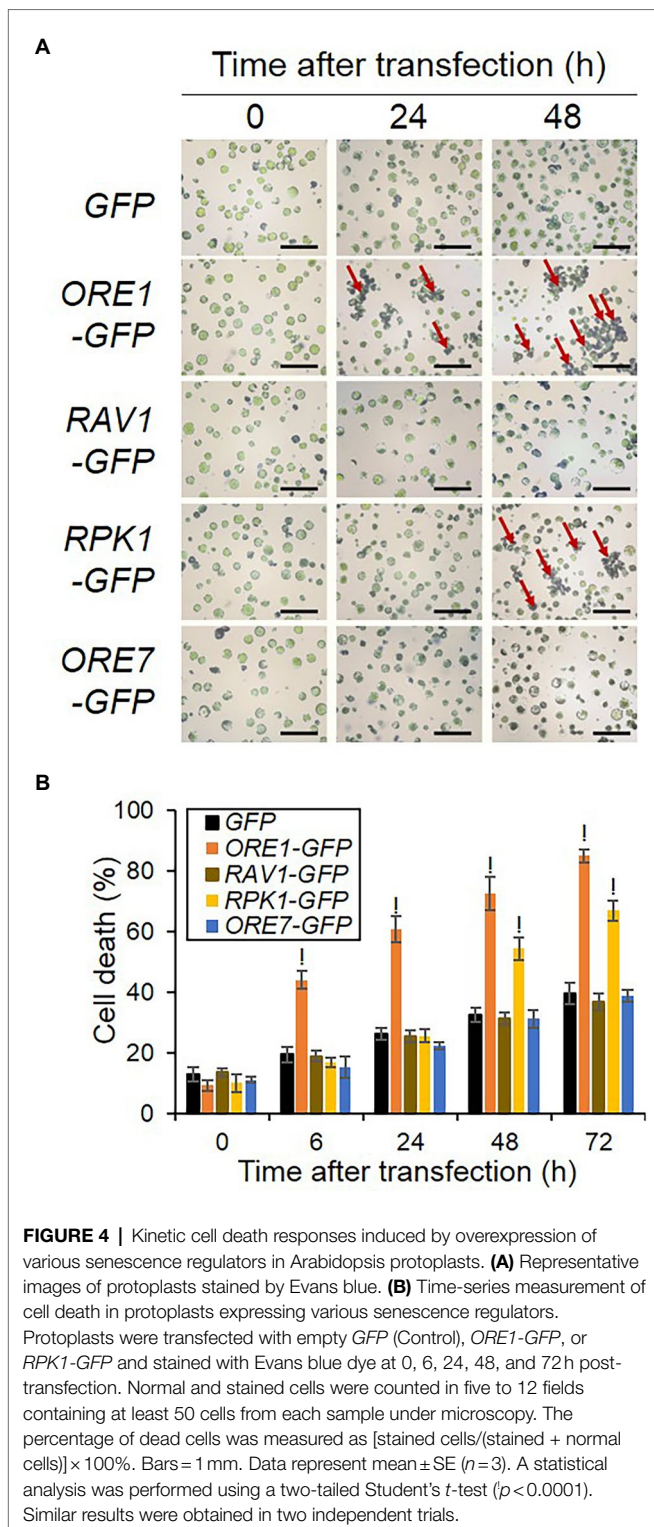 A
Time after transfection (h)
0 24 48
GFP
ORE1
-GFP
RAV1
-GFP
RPK1
-GFP
ORE7
-GFP
B
100
80
60
40
20
0
Cell death (%)
GFP
ORE1-GFP
RAV1-GFP
RPK1-GFP
ORE7-GFP
! ! ! ! ! !
0 6 24 48 72
Time after transfection (h)
FIGURE 4 | Kinetic cell death responses induced by overexpression of
various senescence regulators in Arabidopsis protoplasts. (A) Representative
images of protoplasts stained by Evans blue. (B) Time-series measurement of
cell death in protoplasts expressing various senescence regulators.
Protoplasts were transfected with empty GFP (Control), ORE1-GFP, or
RPK1-GFP and stained with Evans blue dye at 0, 6, 24, 48, and 72 h post-
transfection. Normal and stained cells were counted in five to 12 fields
containing at least 50 cells from each sample under microscopy. The
percentage of dead cells was measured as [stained cells/(stained + normal
cells)] × 100%. Bars = 1 mm. Data represent mean ± SE (n = 3). A statistical
analysis was performed using a two-tailed Student's t-test (!p < 0.0001).
Similar results were obtained in two independent trials.